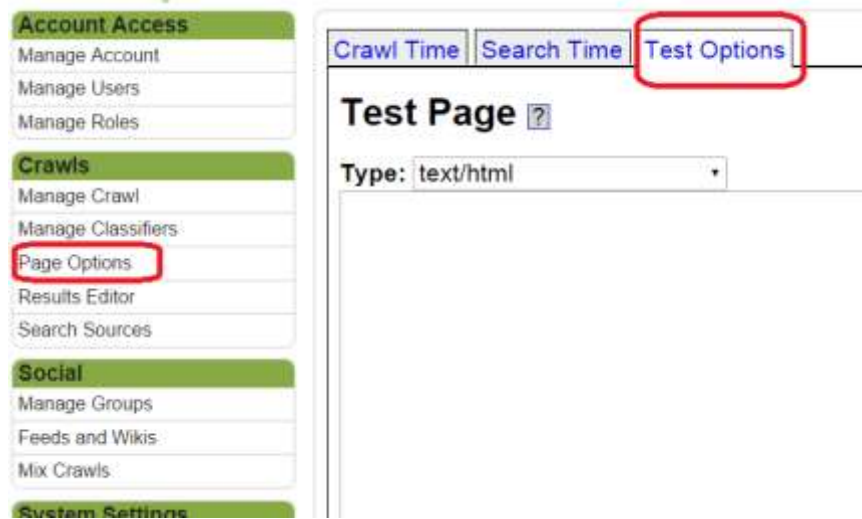 Account Access
Manage Account
Manage Users
Manage Roles
Crawls
Manage Crawl
Manage Classifiers
Page Options
Results Editor
Search Sources
Social
Manage Groups
Feeds and Wikis
Mix Crawls
System Settings
Crawl Time Search Time Test Options
Test Page ?
Type: text/html